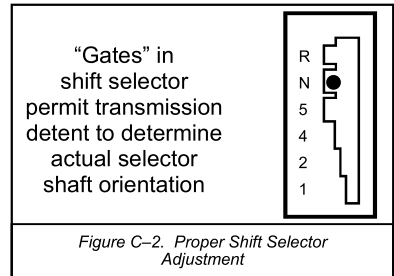 “Gates” in
shift selector
permit transmission
detent to determine
actual selector
shaft orientation
R
N
5
4
2
1
Figure C–2. Proper Shift Selector
Adjustment